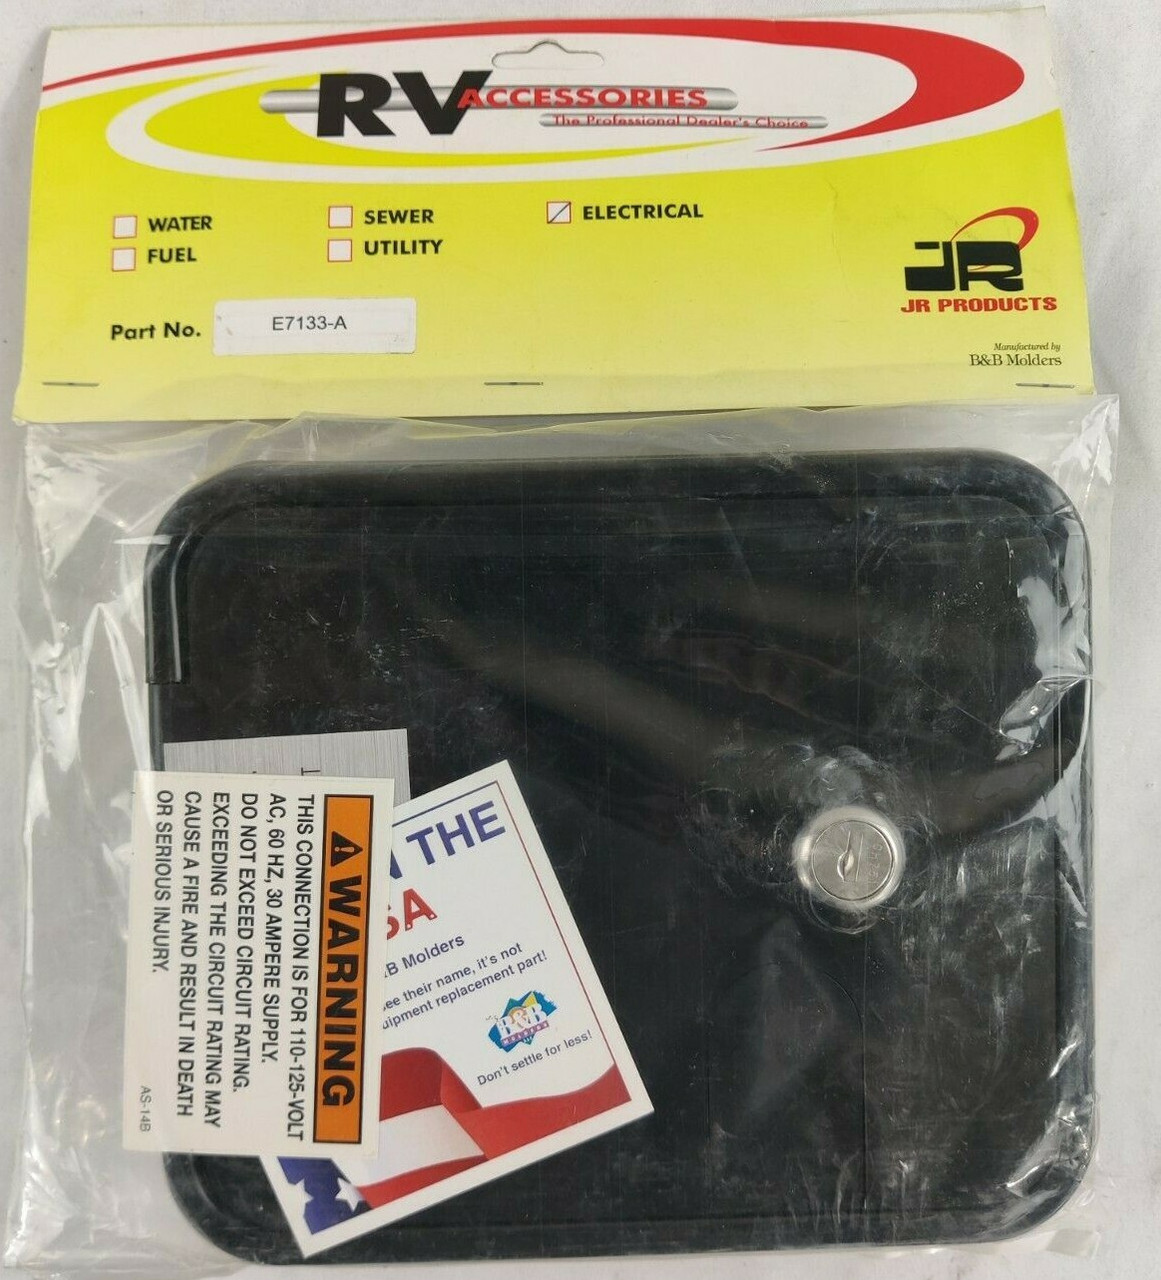 RV ACCESSORIES
The Professional Dealer's Choice
WATER
FUEL
SEWER
UTILITY
ELECTRICAL
JR
JR PRODUCTS
Part No. E7133-A
Manufactured by
B&B Molders
WARNING
THIS CONNECTION IS FOR 110-125-VOLT
AC, 60 HZ, 30 AMPERE SUPPLY.
DO NOT EXCEED CIRCUIT RATING.
EXCEEDING THE CIRCUIT RATING MAY
CAUSE A FIRE AND RESULT IN DEATH
OR SERIOUS INJURY.
AS-14B
THE
B Molders
see their name, it's not
uipment replacement part!
B&B
MOLDERS
Don't settle for less!